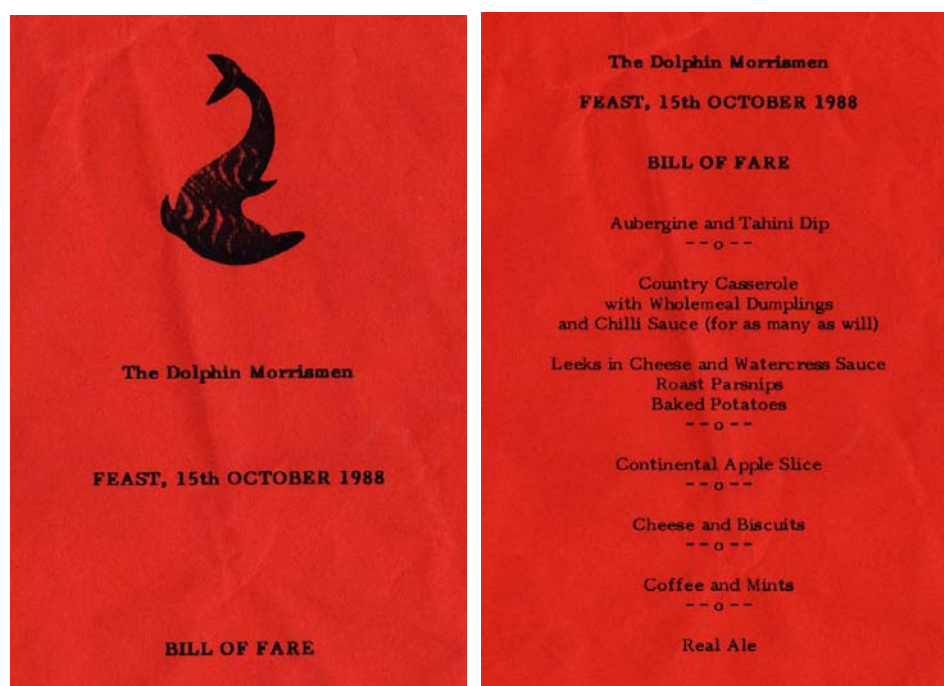 The Dolphin Morrismen
FEAST, 15th OCTOBER 1988
BILL OF FARE
The Dolphin Morrismen
FEAST, 15th OCTOBER 1988
BILL OF FARE
Aubergine and Tahini Dip
--o--
Country Casserole
with Wholemeal Dumplings
and Chilli Sauce (for as many as will)
Leeks in Cheese and Watercress Sauce
Roast Parsnips
Baked Potatoes
--o--
Continental Apple Slice
--o--
Cheese and Biscuits
--o--
Coffee and Mints
--o--
Real Ale